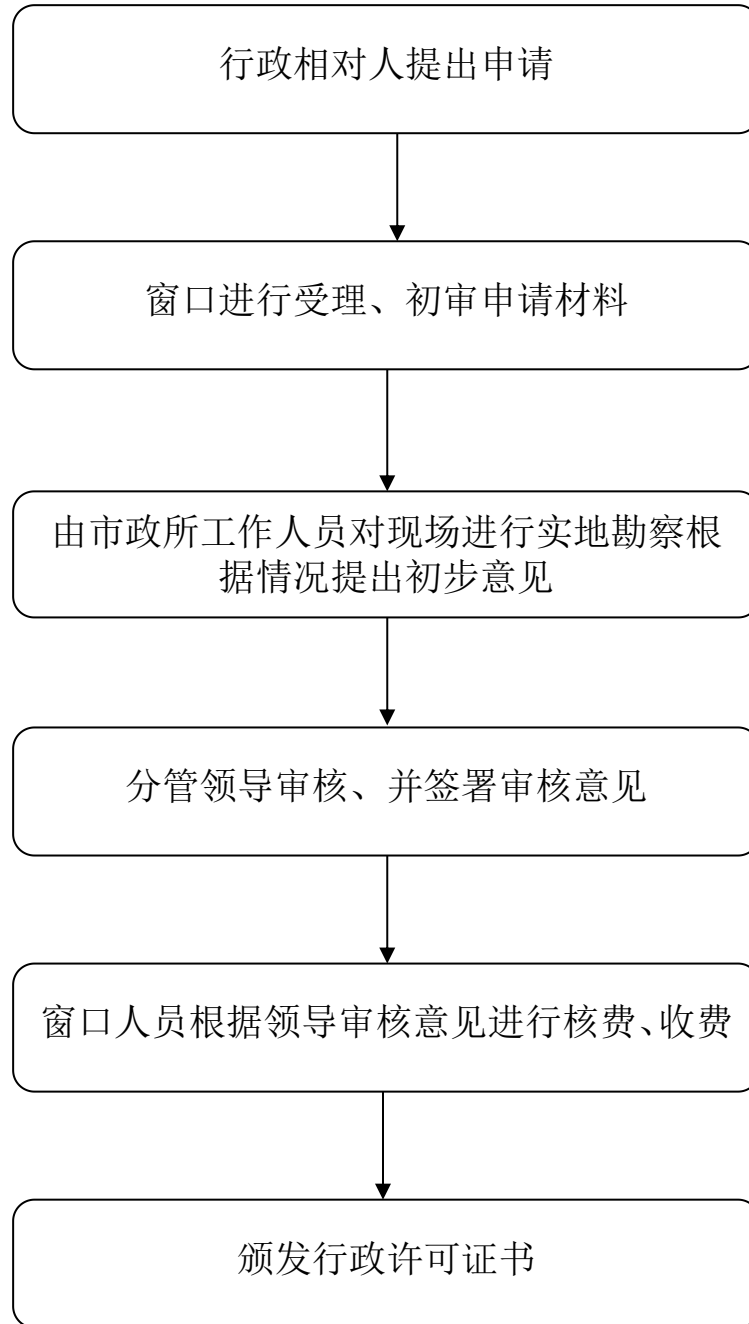 行政相对人提出申请
窗口进行受理、初审申请材料
由市政所工作人员对现场进行实地勘察根
据情况提出初步意见
分管领导审核、并签署审核意见
窗口人员根据领导审核意见进行核费、收费
颁发行政许可证书